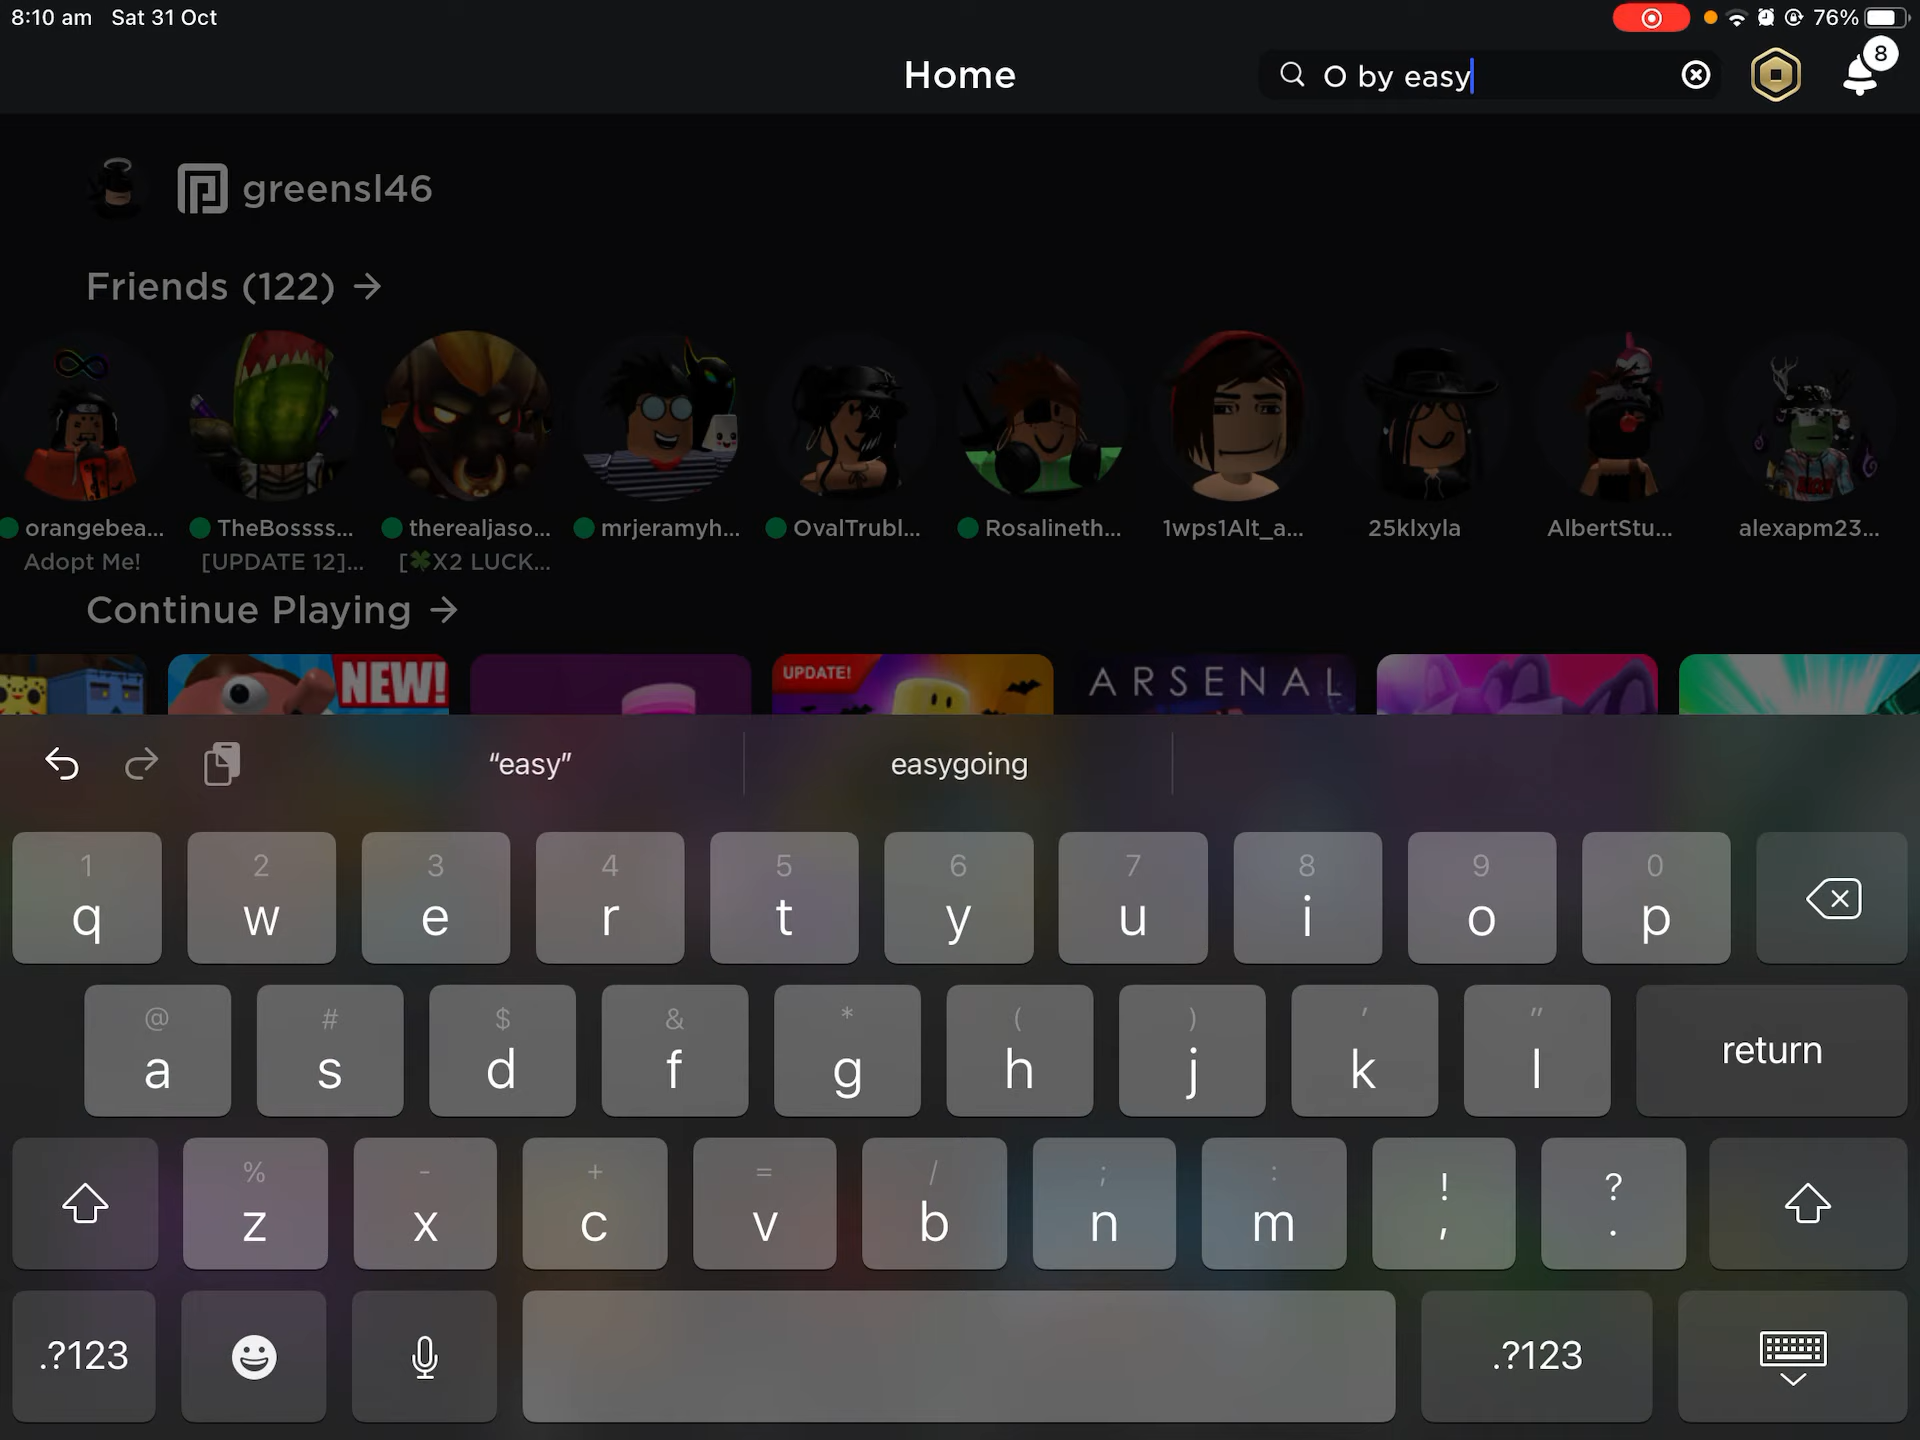 8:10 am Sat 31 Oct 76%
Home
O by easy
8
greensl46
Friends (122) →
orangebea... TheBossss... therealjaso... mrjeramyh... OvalTrubl... Rosalineth... 1wps1Alt_a... 25klxyla AlbertStu... alexapm23...
Adopt Me! [UPDATE 12]... [🍀X2 LUCK...
Continue Playing →
NEW! UPDATE! ARSENAL
“easy” easygoing
1 2 3 4 5 6 7 8 9 0
q w e r t y u i o p
@ # $ & * ( ) ' "
a s d f g h j k l return
% - + = / ; : ! ?
z x c v b n m , .
.?123 .?123